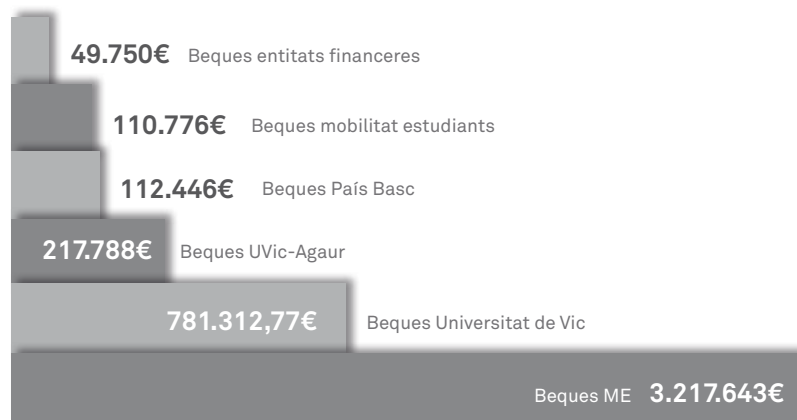 49.750€ Beques entitats financeres
110.776€ Beques mobilitat estudiants
112.446€ Beques País Basc
217.788€ Beques UVic-Agaur
781.312,77€ Beques Universitat de Vic
Beques ME 3.217.643€